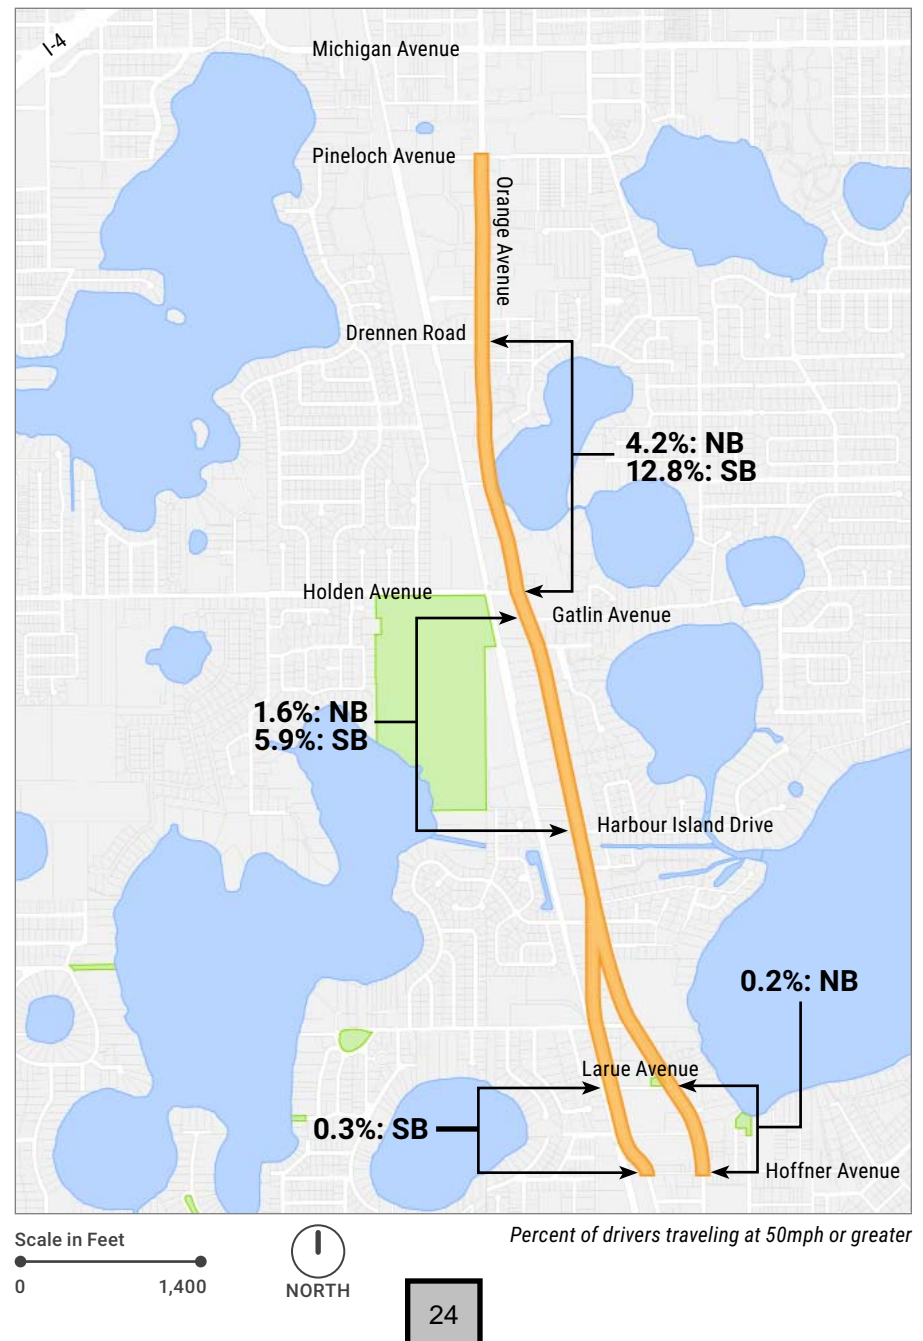 I-4
Michigan Avenue
Pineloch Avenue
Orange Avenue
Drennen Road
4.2%: NB
12.8%: SB
Holden Avenue
Gatlin Avenue
1.6%: NB
5.9%: SB
Harbour Island Drive
0.2%: NB
Larue Avenue
0.3%: SB
Hoffner Avenue
Scale in Feet
0 1,400
NORTH
Percent of drivers traveling at 50mph or greater
24